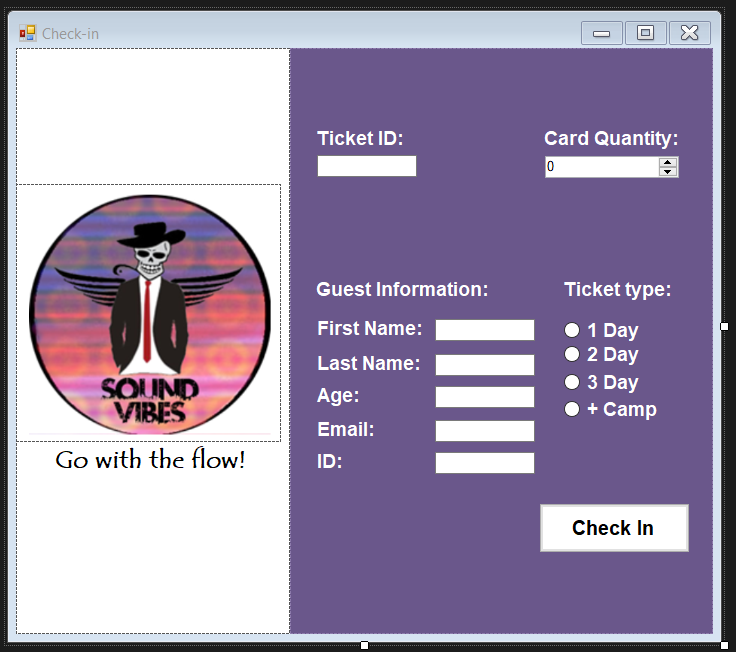 Check-in
Ticket ID:
Card Quantity:
0
SOUND
VIBES
Go with the flow!
Guest Information:
Ticket type:
First Name:
1 Day
Last Name:
2 Day
Age:
3 Day
+ Camp
Email:
ID:
Check In